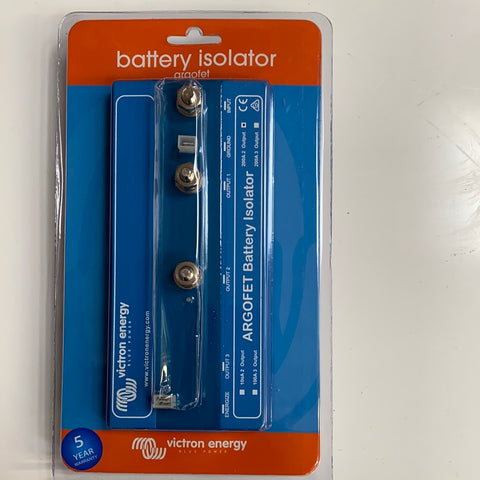 battery isolator
argofet
INPUT
GROUND
OUTPUT 1
OUTPUT 2
OUTPUT 3
ENERGIZE
ARGOFET Battery Isolator
CE
200A 2 Output
200A 3 Output
100A 2 Output
100A 3 Output
victron energy
BLUE POWER
www.victronenergy.com
5
YEAR
WARRANTY
victron energy
BLUE POWER